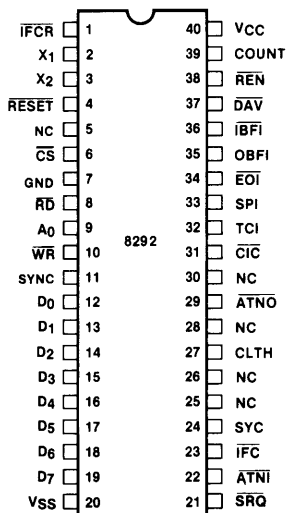 IFCR 1 40 VCC
X1 2 39 COUNT
X2 3 38 REN
RESET 4 37 DAV
NC 5 36 IBFI
CS 6 35 OBFI
GND 7 34 EOI
RD 8 33 SPI
A0 9 32 TCI
8292
WR 10 31 CIC
SYNC 11 30 NC
D0 12 29 ATNO
D1 13 28 NC
D2 14 27 CLTH
D3 15 26 NC
D4 16 25 NC
D5 17 24 SYC
D6 18 23 IFC
D7 19 22 ATNI
VSS 20 21 SRQ